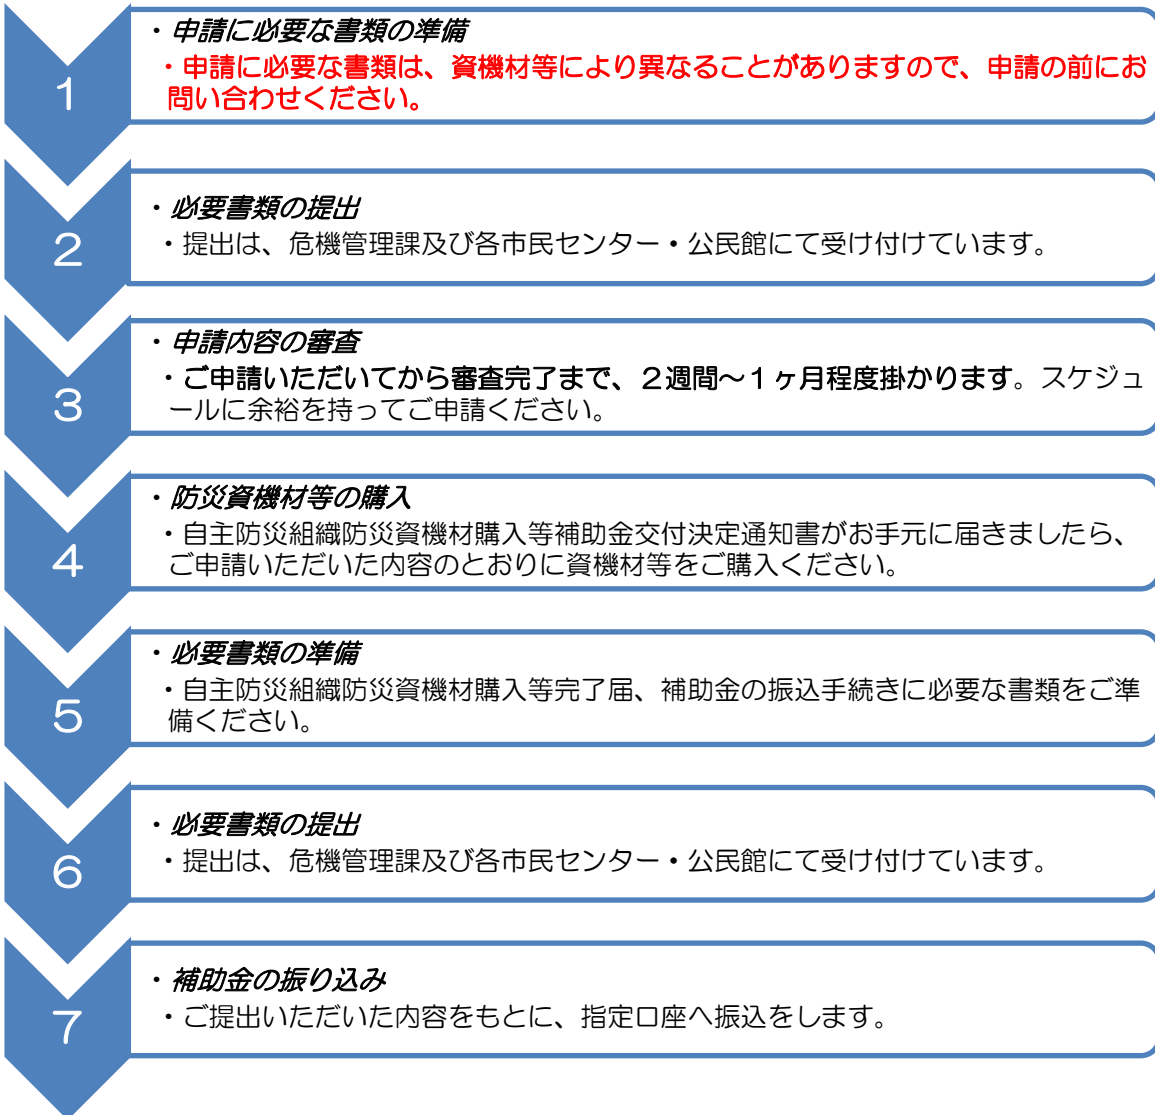 1
・申請に必要な書類の準備
・申請に必要な書類は、資機材等により異なることがありますので、申請の前にお
問い合わせください。
2
・必要書類の提出
・提出は、危機管理課及び各市民センター・公民館にて受け付けています。
3
・申請内容の審査
・ご申請いただいてから審査完了まで、２週間～１ヶ月程度掛かります。スケジュ
ールに余裕を持ってご申請ください。
4
・防災資機材等の購入
・自主防災組織防災資機材購入等補助金交付決定通知書がお手元に届きましたら、
ご申請いただいた内容のとおりに資機材等をご購入ください。
5
・必要書類の準備
・自主防災組織防災資機材購入等完了届、補助金の振込手続きに必要な書類をご準
備ください。
6
・必要書類の提出
・提出は、危機管理課及び各市民センター・公民館にて受け付けています。
7
・補助金の振り込み
・ご提出いただいた内容をもとに、指定口座へ振込をします。